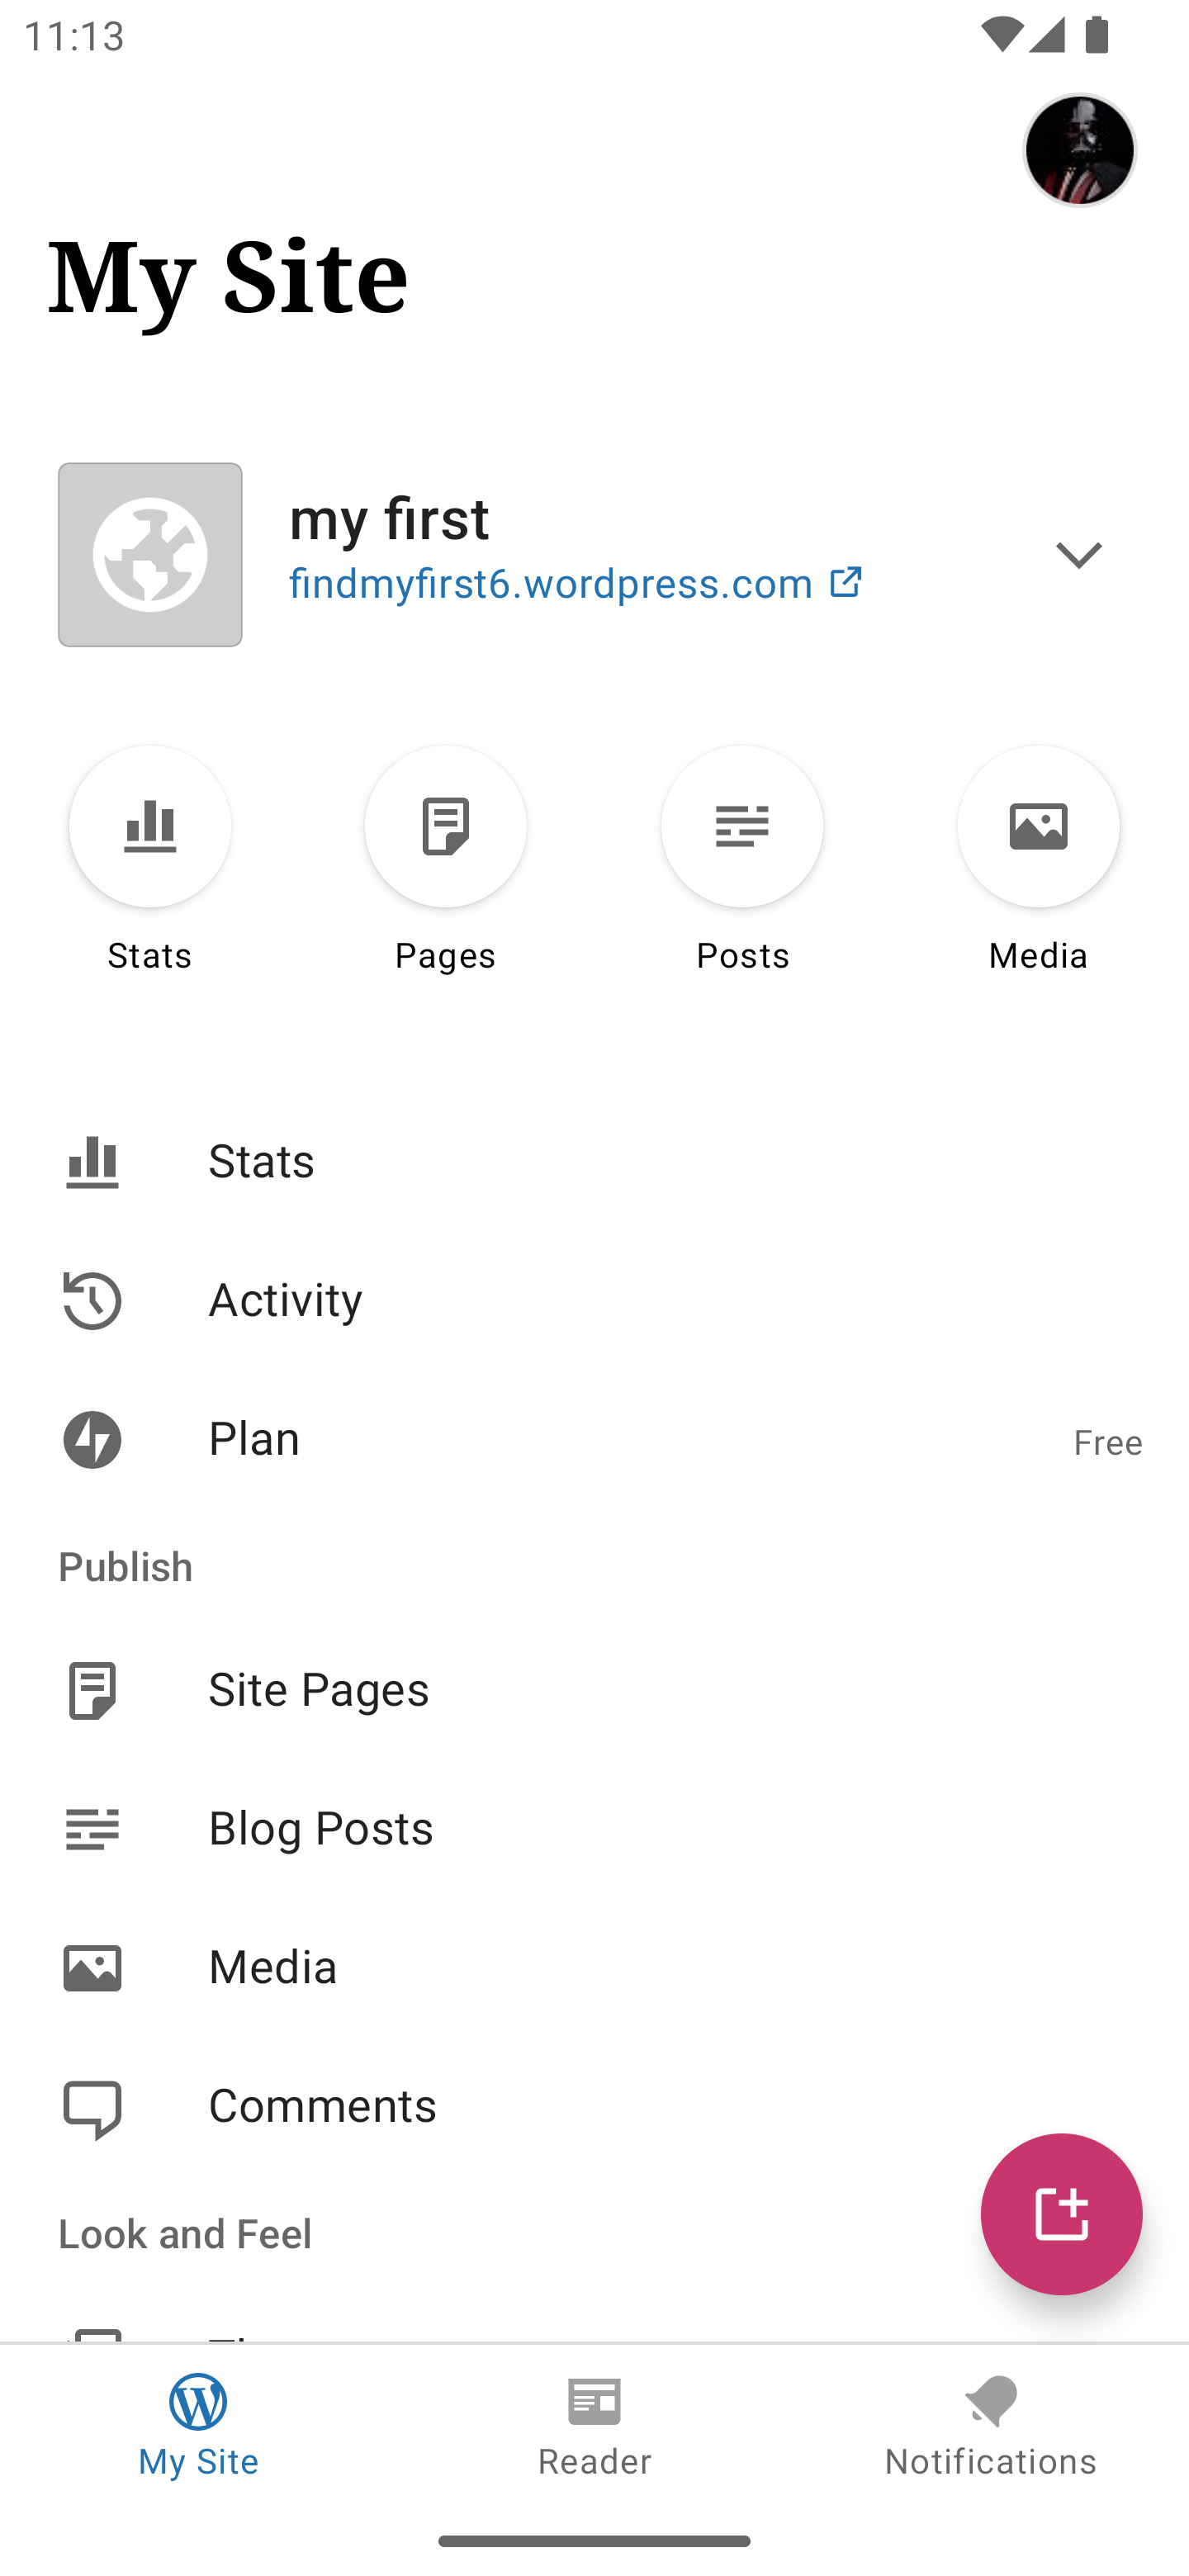 11:13
My Site
my first
findmyfirst6.wordpress.com
Stats
Pages
Posts
Media
Stats
Activity
Plan
Free
Publish
Site Pages
Blog Posts
Media
Comments
Look and Feel
My Site
Reader
Notifications